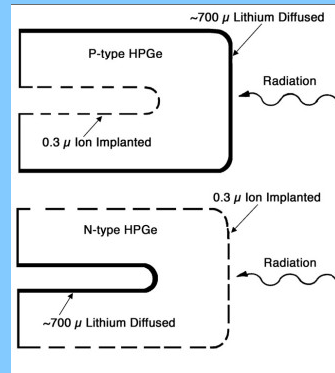 ~700 μ Lithium Diffused
P-type HPGe
Radiation
0.3 μ Ion Implanted
0.3 μ Ion Implanted
N-type HPGe
Radiation
~700 μ Lithium Diffused